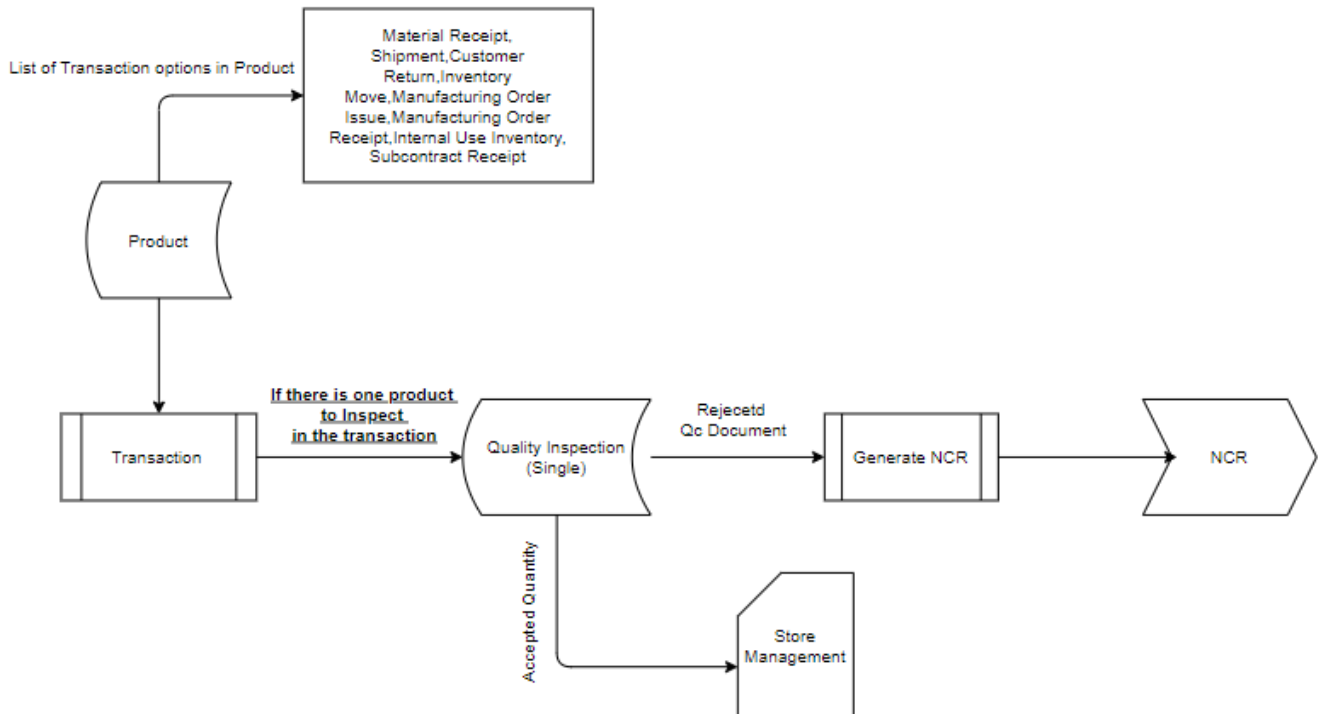 Material Receipt,
Shipment,Customer
Return,Inventory
Move,Manufacturing Order
Issue,Manufacturing Order
Receipt,Internal Use Inventory,
Subcontract Receipt
List of Transaction options in Product
Product
If there is one product
to Inspect
in the transaction
Transaction
Quality Inspection
(Single)
Rejecetd
Qc Document
Generate NCR
NCR
Accepted Quantity
Store
Management